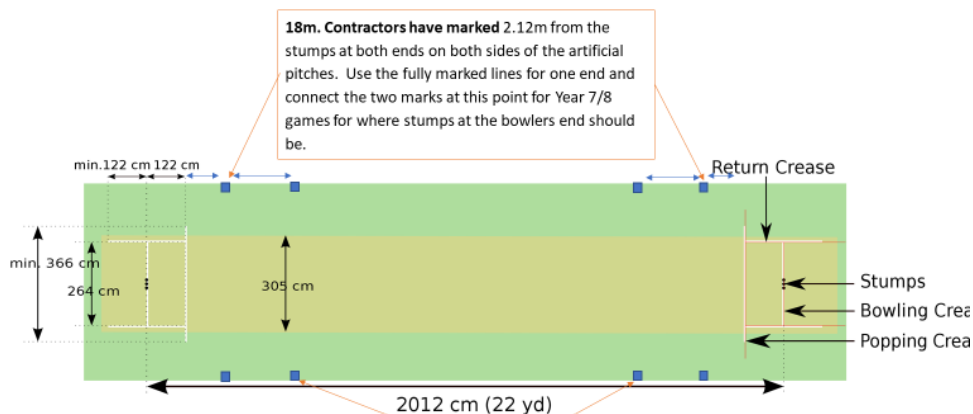 18m. Contractors have marked 2.12m from the
stumps at both ends on both sides of the artificial
pitches. Use the fully marked lines for one end and
connect the two marks at this point for Year 7/8
games for where stumps at the bowlers end should
be.
min.122 cm 122 cm
Return Crease
min. 366 cm
264 cm
305 cm
Stumps
Bowling Crea
Popping Crea
2012 cm (22 yd)